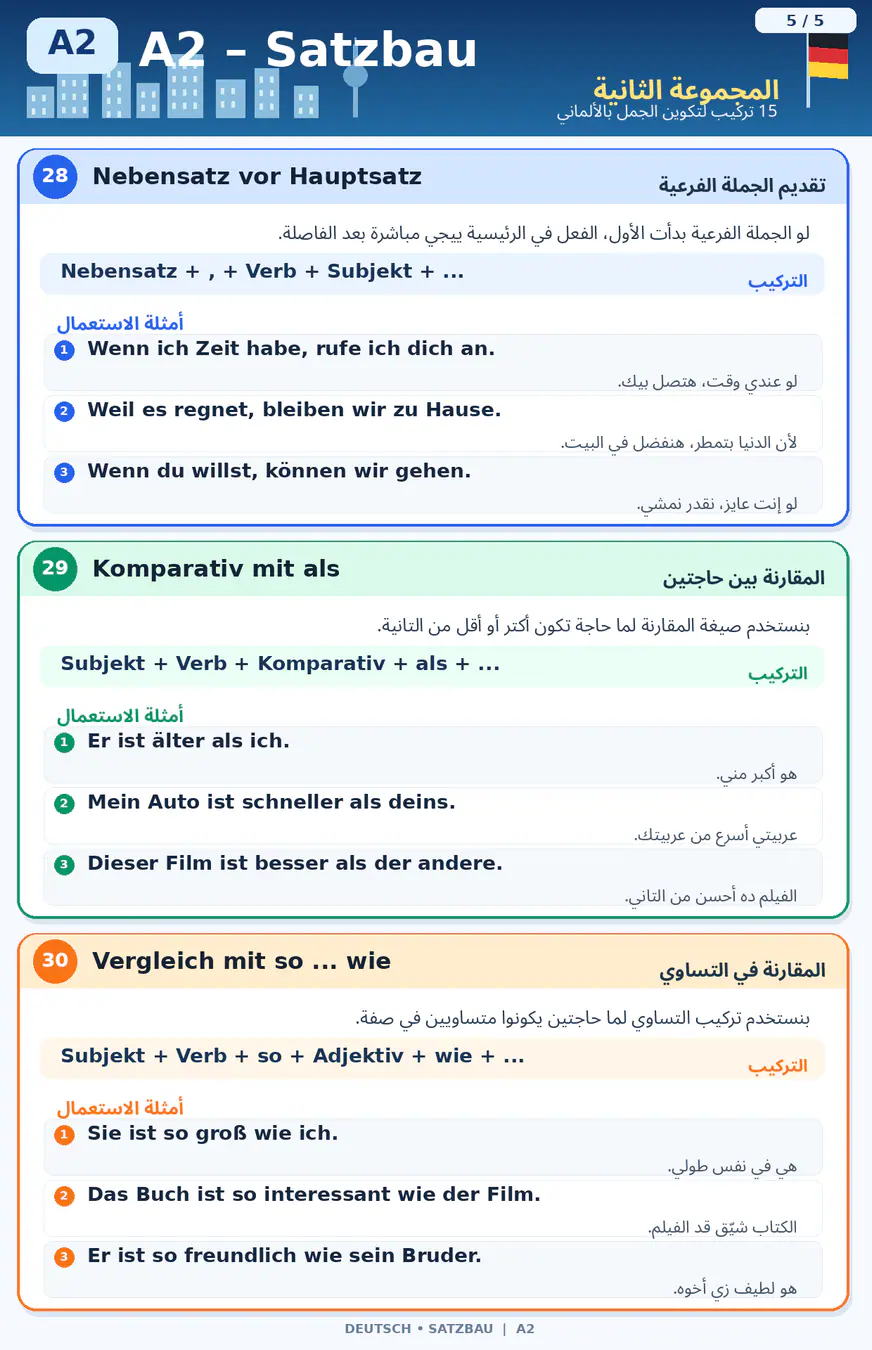 5 / 5
A2
A2 – Satzbau
المجموعة الثانية
15 تركيب لتكوين الجمل بالألماني
28 Nebensatz vor Hauptsatz تقديم الجملة الفرعية
لو الجملة الفرعية بدأت الأول، الفعل في الرئيسية ييجي مباشرة بعد الفاصلة.
Nebensatz + , + Verb + Subjekt + ... التركيب
أمثلة الاستعمال
1 Wenn ich Zeit habe, rufe ich dich an.
لو عندي وقت، هتصل بيك.
2 Weil es regnet, bleiben wir zu Hause.
لأن الدنيا بتمطر، هنفضل في البيت.
3 Wenn du willst, können wir gehen.
لو إنت عايز، نقدر نمشي.
29 Komparativ mit als المقارنة بين حاجتين
بنستخدم صيغة المقارنة لما حاجة تكون أكتر أو أقل من التانية.
Subjekt + Verb + Komparativ + als + ... التركيب
أمثلة الاستعمال
1 Er ist älter als ich.
هو أكبر مني.
2 Mein Auto ist schneller als deins.
عربيتي أسرع من عربيتك.
3 Dieser Film ist besser als der andere.
الفيلم ده أحسن من التاني.
30 Vergleich mit so ... wie المقارنة في التساوي
بنستخدم تركيب التساوي لما حاجتين يكونوا متساويين في صفة.
Subjekt + Verb + so + Adjektiv + wie + ... التركيب
أمثلة الاستعمال
1 Sie ist so groß wie ich.
هي في نفس طولي.
2 Das Buch ist so interessant wie der Film.
الكتاب شيّق قد الفيلم.
3 Er ist so freundlich wie sein Bruder.
هو لطيف زي أخوه.
DEUTSCH • SATZBAU | A2